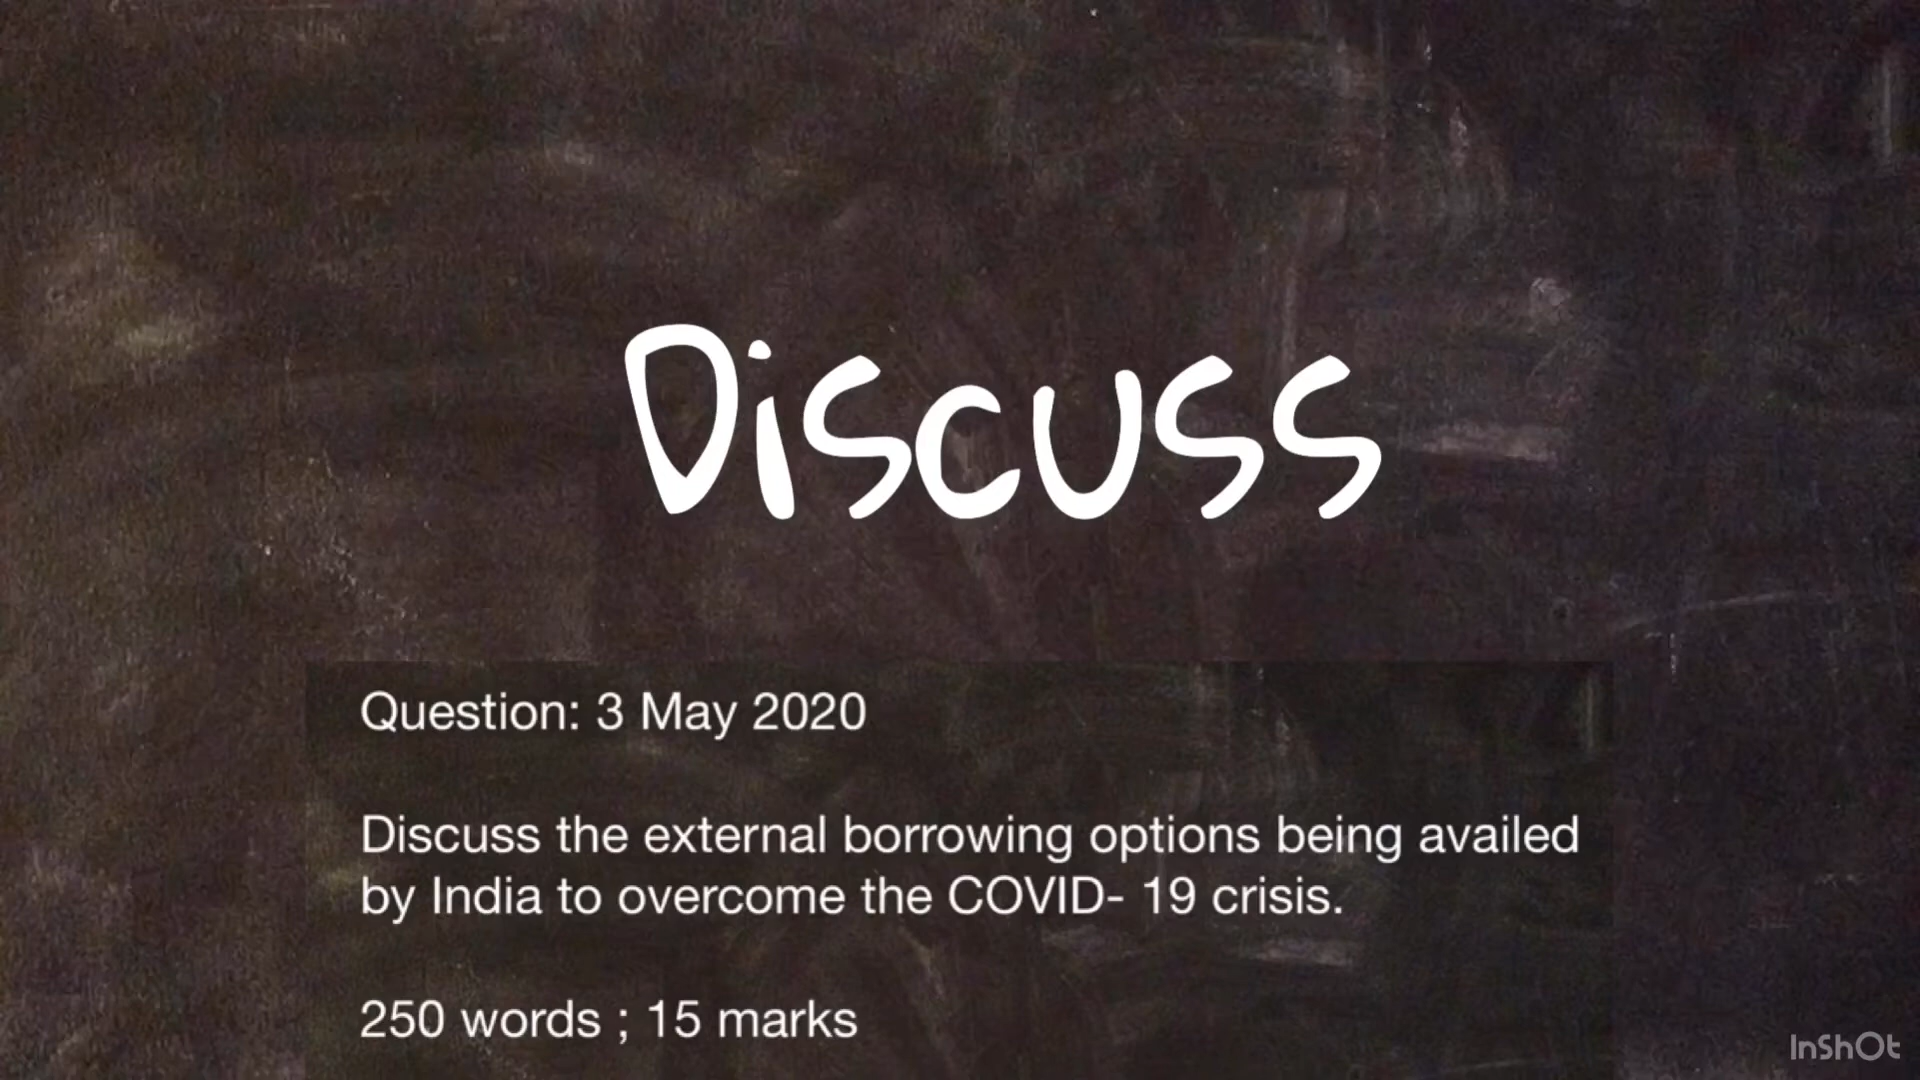 Discuss
Question: 3 May 2020
Discuss the external borrowing options being availed
by India to overcome the COVID- 19 crisis.
250 words ; 15 marks
InShOt